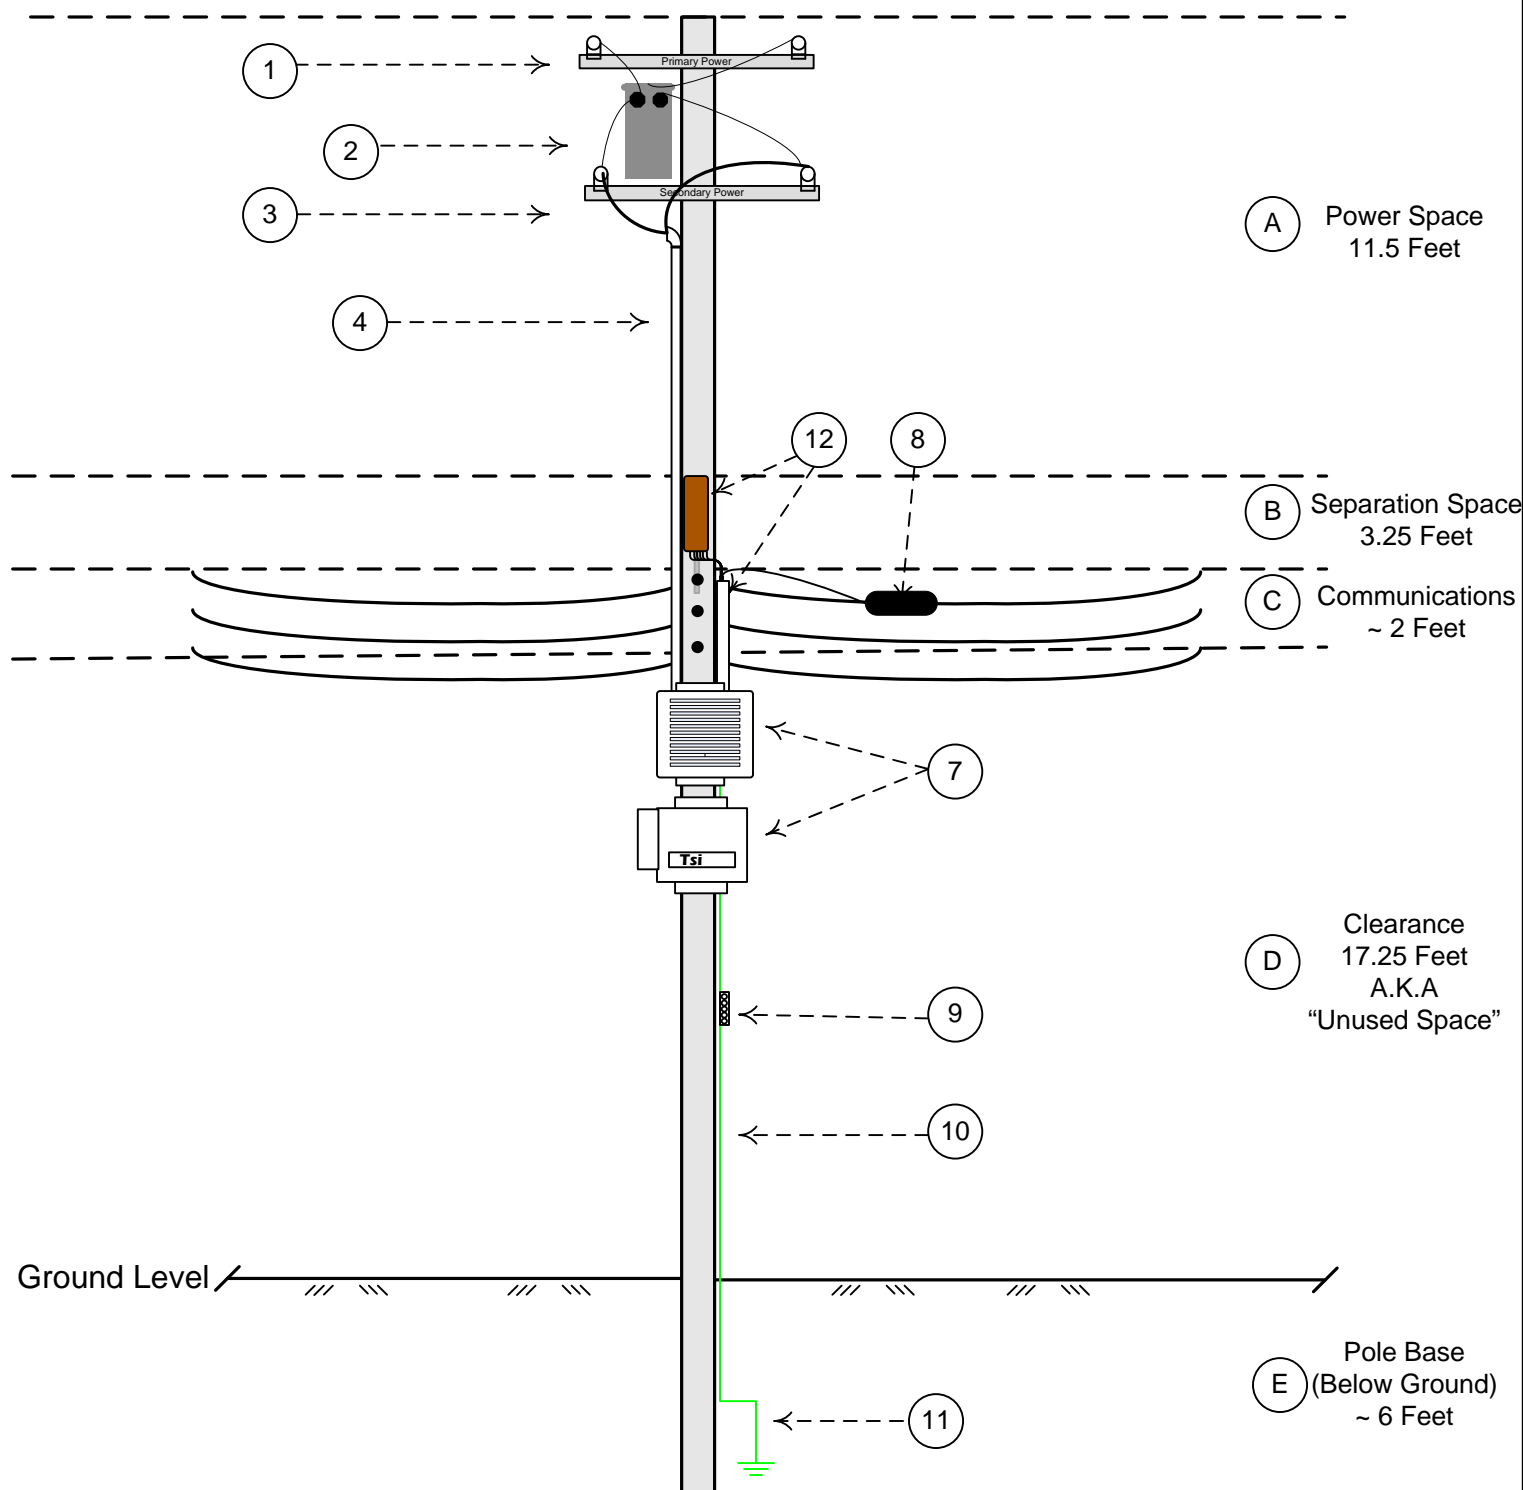 1
Primary Power
2
Secondary Power
3
A
Power Space
11.5 Feet
4
12
8
B
Separation Space
3.25 Feet
C
Communications
~ 2 Feet
7
Tsi
D
Clearance
17.25 Feet
A.K.A
“Unused Space”
9
10
Ground Level
E
Pole Base
(Below Ground)
~ 6 Feet
11